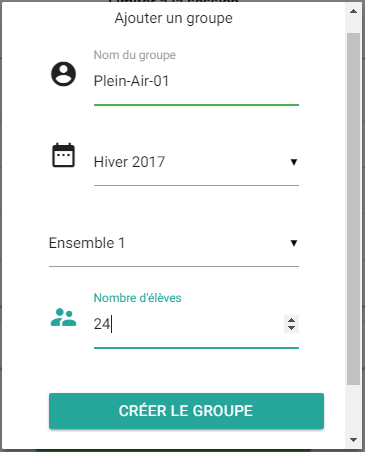 Ajouter un groupe
Nom du groupe
Plein-Air-01
Hiver 2017
Ensemble 1
Nombre d'élèves
24
CRÉER LE GROUPE